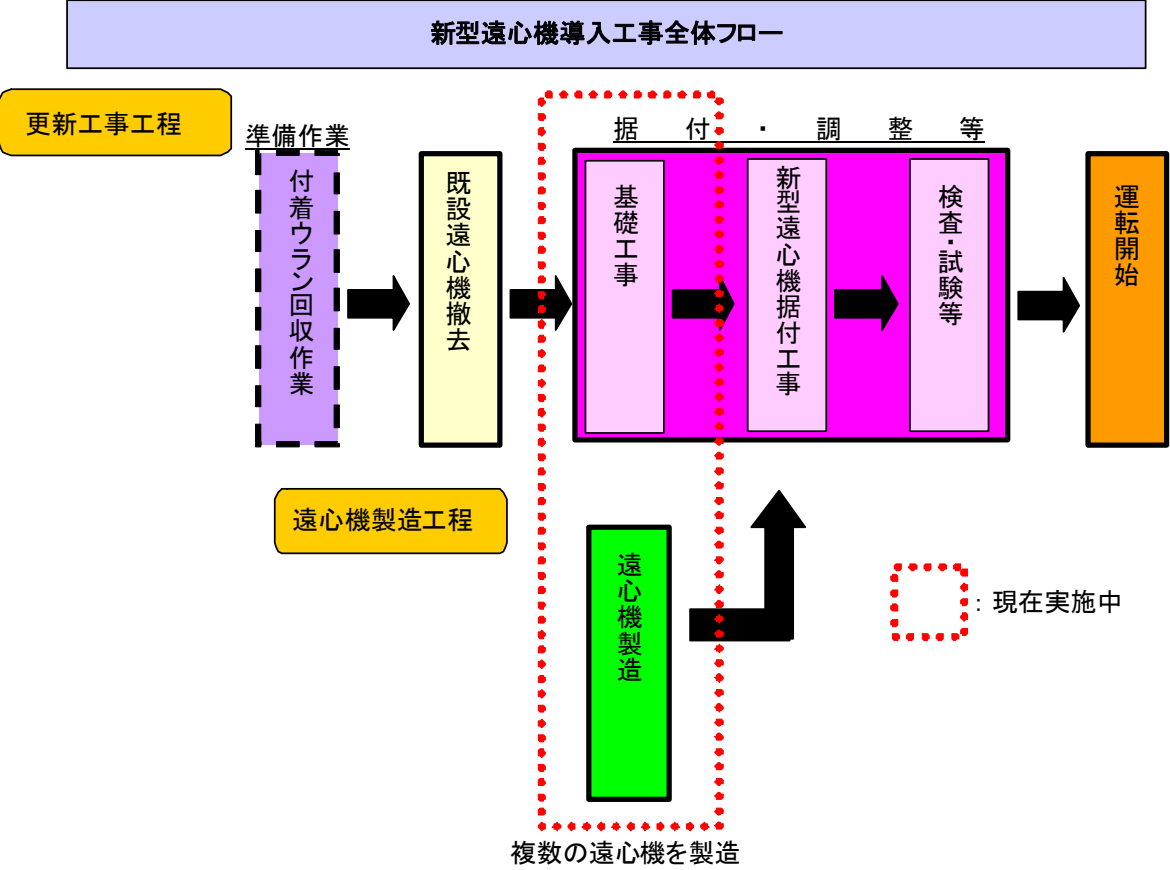 新型遠心機導入工事全体フロー
更新工事工程
準備作業
付着ウラン回収作業
既設遠心機撤去
据付・調整等
基礎工事
新型遠心機据付工事
検査・試験等
運転開始
遠心機製造工程
遠心機製造
：現在実施中
複数の遠心機を製造